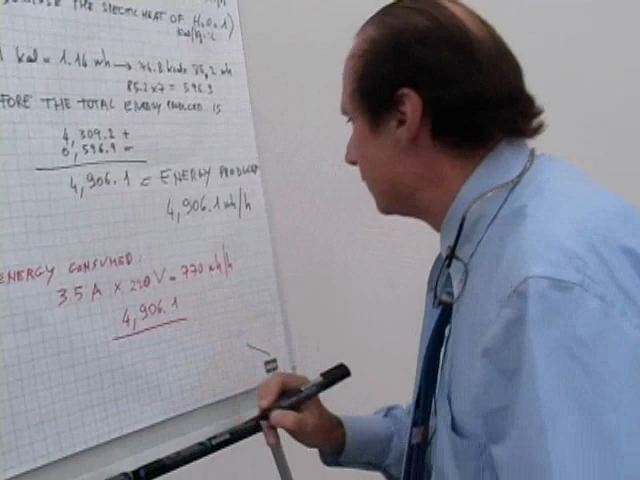 THE SPECIFIC HEAT OF H2O = 1)
Kcal/Kg·°C
1 kcal = 1.16 wh → 76.8 kcal = 85,2 wh
85.2 x 7 = 596.9
FORE THE TOTAL ENERGY PRODUCED IS
4,309.2 +
0,596.9 =
4,906.1 = ENERGY PRODUCED
4,906.1 wh/h
ENERGY CONSUMED:
3.5 A x 220 V = 770 wh/h
4,906.1